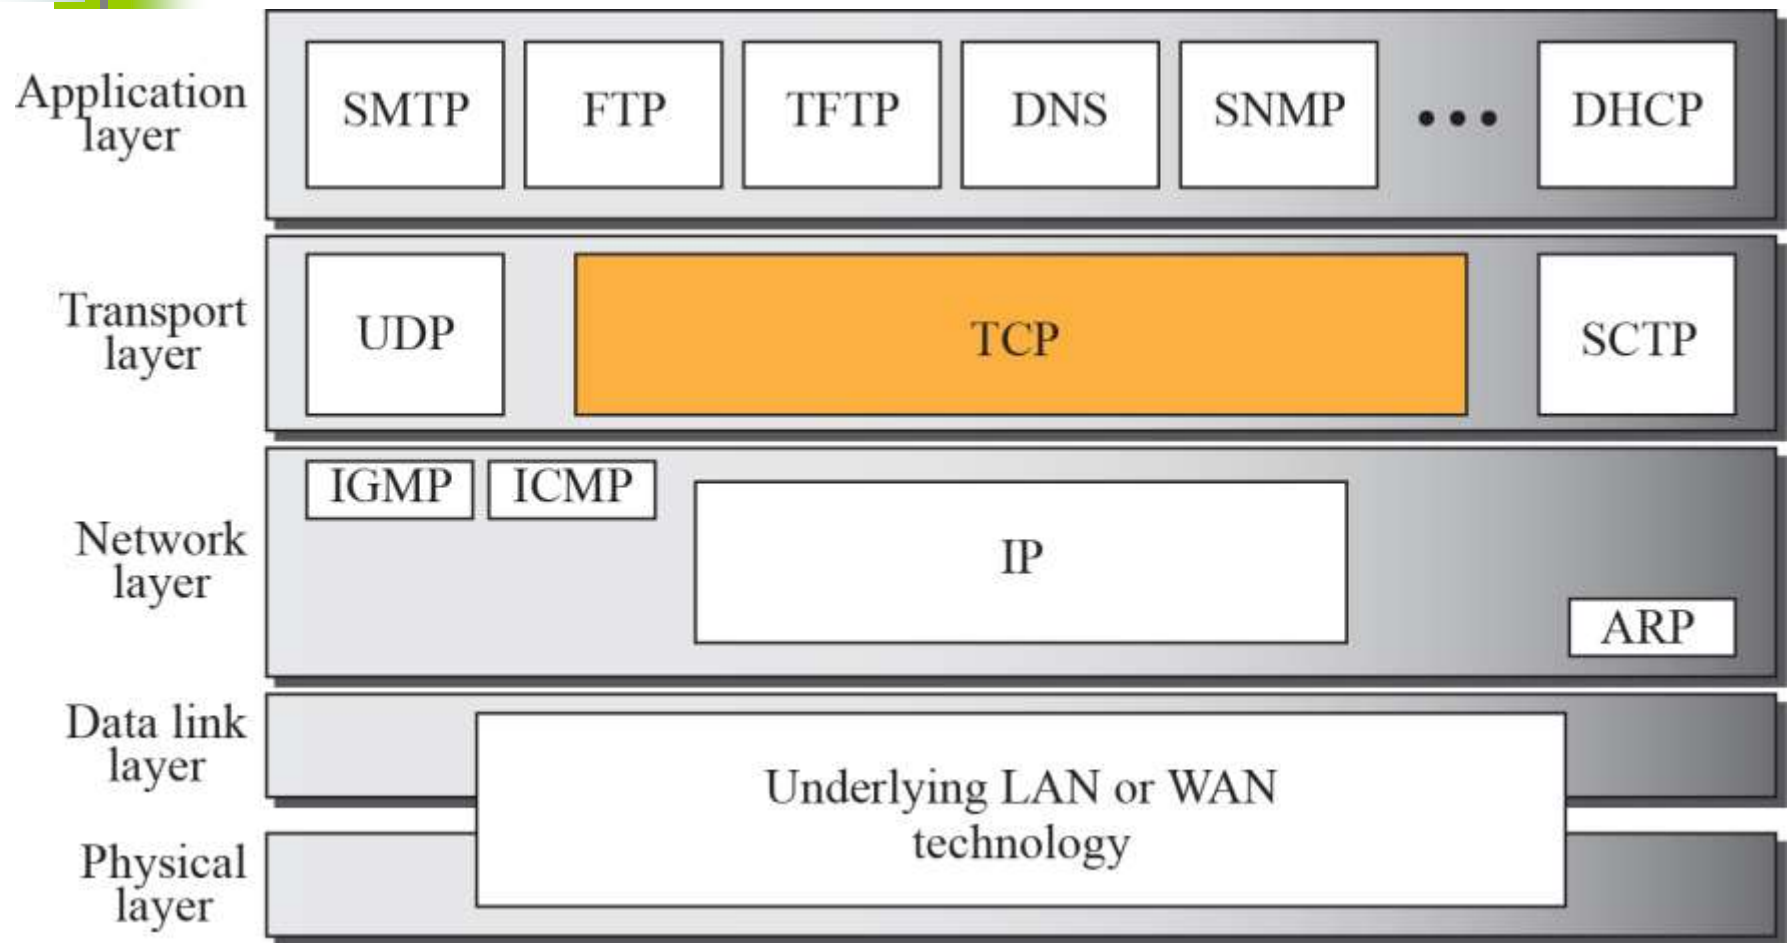 Application
layer
SMTP
FTP
TFTP
DNS
SNMP
•••
DHCP
Transport
layer
UDP
TCP
SCTP
Network
layer
IGMP
ICMP
IP
ARP
Data link
layer
Underlying LAN or WAN
technology
Physical
layer